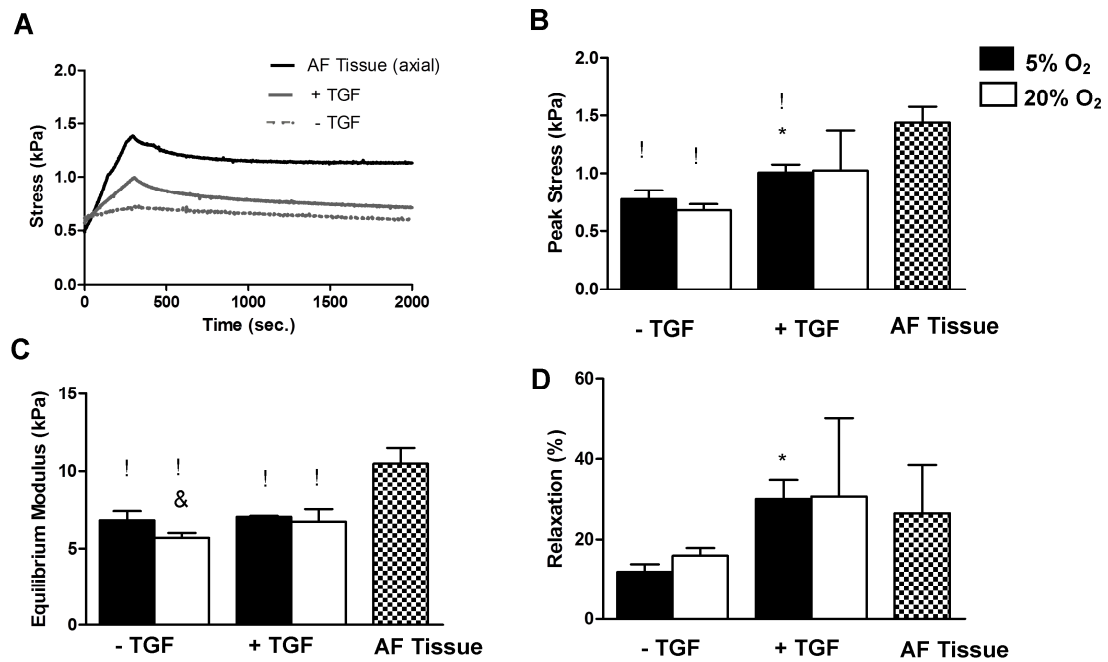 A
2.0
1.5
1.0
0.5
0.0
Stress (kPa)
0 500 1000 1500 2000
Time (sec.)
AF Tissue (axial)
+ TGF
- TGF
B
2.0
1.5
1.0
0.5
0.0
Peak Stress (kPa)
!
!
!
*
- TGF + TGF AF Tissue
5% O₂
20% O₂
C
15
10
5
0
Equilibrium Modulus (kPa)
! ! ! !
&
- TGF + TGF AF Tissue
D
60
40
20
0
Relaxation (%)
*
- TGF + TGF AF Tissue